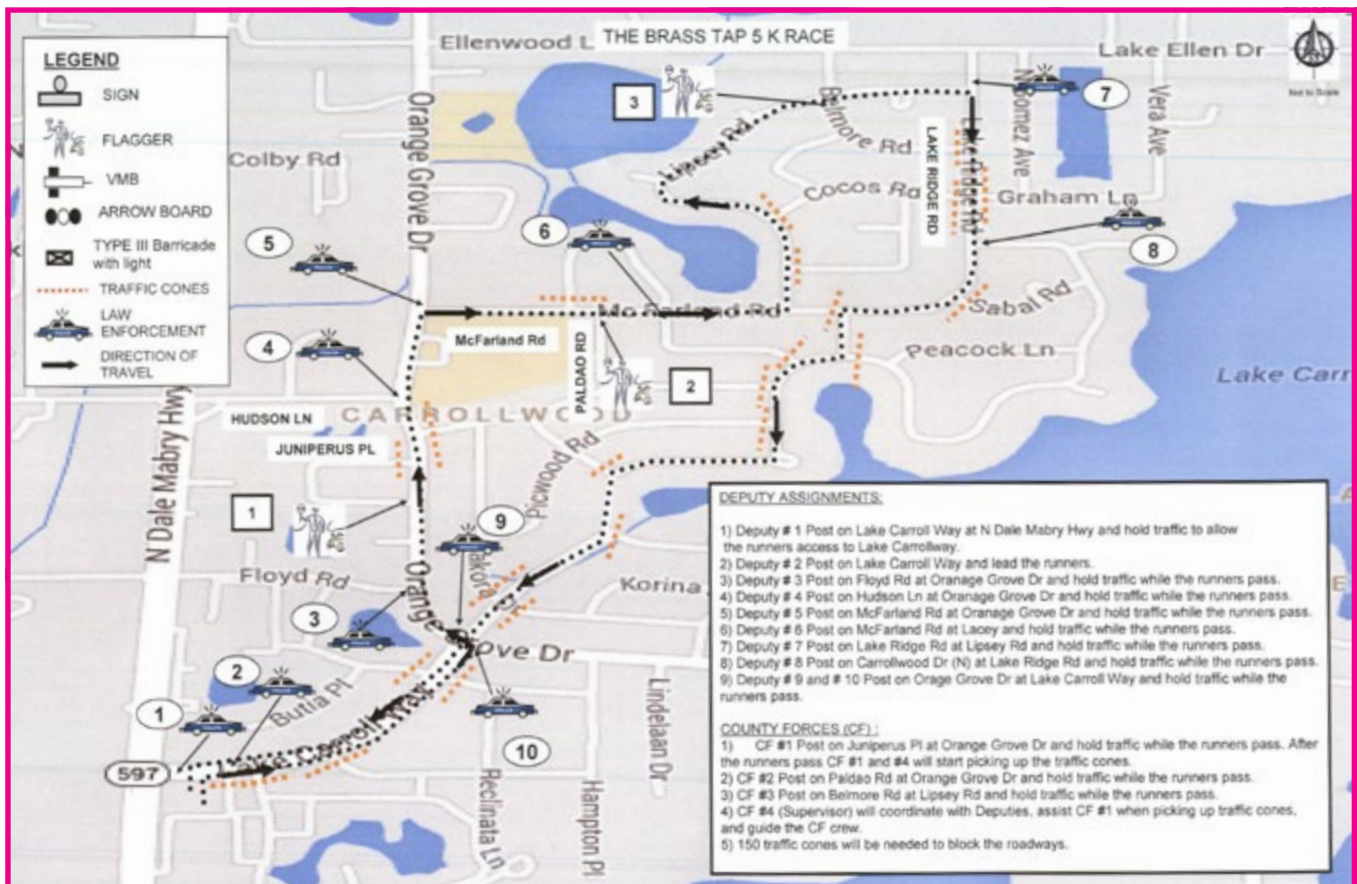 THE BRASS TAP 5 K RACE
Not to Scale
LEGEND
SIGN
FLAGGER
VMB
ARROW BOARD
TYPE III Barricade
with light
TRAFFIC CONES
LAW
ENFORCEMENT
DIRECTION OF
TRAVEL
Lake Ellen Dr
3
7
Orange Grove Dr
Colby Rd
Lipsey Rd
Belmore Rd
Cocos Rd
LAKE RIDGE RD
Lake Ridge Rd
Vera Ave
Graham Ln
5
6
8
McFarland Rd
Sabal Rd
4
McFarland Rd
PALDAO RD
2
Peacock Ln
N Dale Mabry Hwy
HUDSON LN
CARROLLWOOD
JUNIPERUS PL
Picwood Rd
1
9
Floyd Rd
Orange
Grove Dr
Korina
3
2
Butia Pl
1
Lake Carroll Way
597
10
Reclinata Ln
Hampton Pl
Lindelaan Dr
DEPUTY ASSIGNMENTS:
1) Deputy # 1 Post on Lake Carroll Way at N Dale Mabry Hwy and hold traffic to allow
the runners access to Lake Carrollway.
2) Deputy # 2 Post on Lake Carroll Way and lead the runners.
3) Deputy # 3 Post on Floyd Rd at Oranage Grove Dr and hold traffic while the runners pass.
4) Deputy # 4 Post on Hudson Ln at Oranage Grove Dr and hold traffic while the runners pass.
5) Deputy # 5 Post on McFarland Rd at Oranage Grove Dr and hold traffic while the runners pass.
6) Deputy # 6 Post on McFarland Rd at Lacey and hold traffic while the runners pass.
7) Deputy # 7 Post on Lake Ridge Rd at Lipsey Rd and hold traffic while the runners pass.
8) Deputy # 8 Post on Carrollwood Dr (N) at Lake Ridge Rd and hold traffic while the runners pass.
9) Deputy # 9 and # 10 Post on Orage Grove Dr at Lake Carroll Way and hold traffic while the
runners pass.
COUNTY FORCES (CF) :
1) CF #1 Post on Juniperus Pl at Orange Grove Dr and hold traffic while the runners pass. After
the runners pass CF #1 and #4 will start picking up the traffic cones.
2) CF #2 Post on Paldao Rd at Orange Grove Dr and hold traffic while the runners pass.
3) CF #3 Post on Belmore Rd at Lipsey Rd and hold traffic while the runners pass.
4) CF #4 (Supervisor) will coordinate with Deputies, assist CF #1 when picking up traffic cones,
and guide the CF crew.
5) 150 traffic cones will be needed to block the roadways.